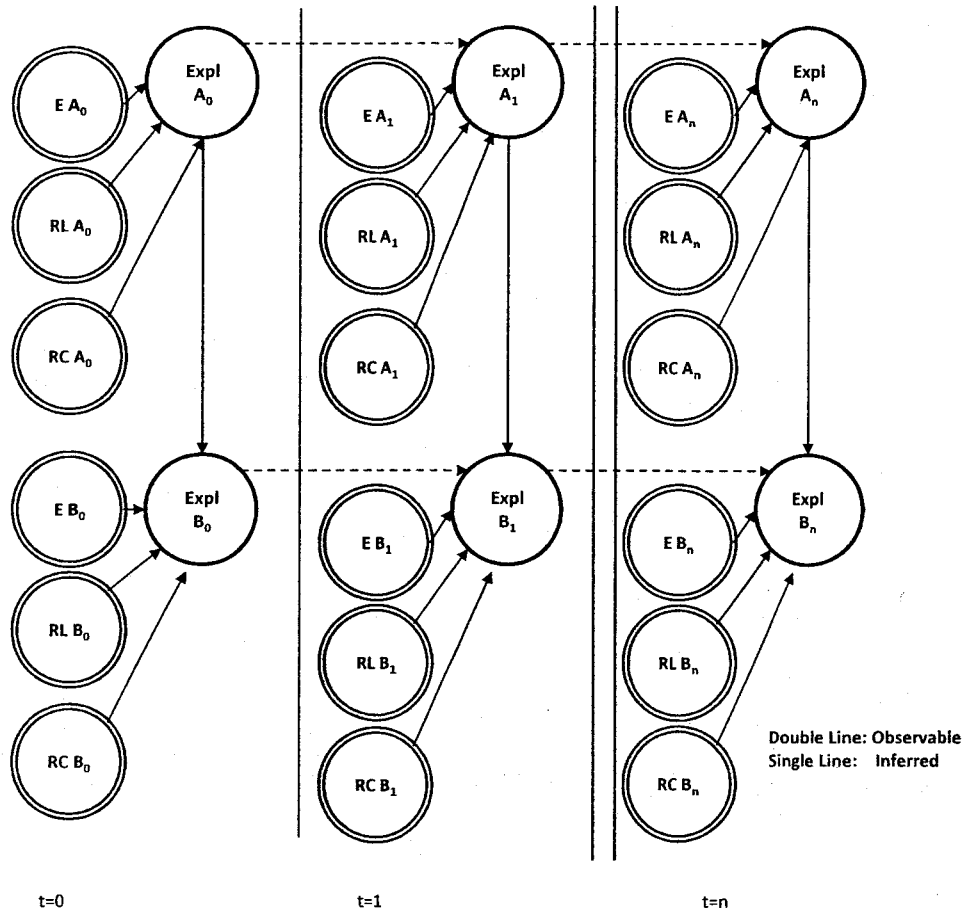 Expl
A₀
E A₀
RL A₀
RC A₀
Expl
B₀
E B₀
RL B₀
RC B₀
Expl
A₁
E A₁
RL A₁
RC A₁
Expl
B₁
E B₁
RL B₁
RC B₁
Expl
Aₙ
E Aₙ
RL Aₙ
RC Aₙ
Expl
Bₙ
E Bₙ
RL Bₙ
RC Bₙ
Double Line: Observable
Single Line: Inferred
t=0
t=1
t=n